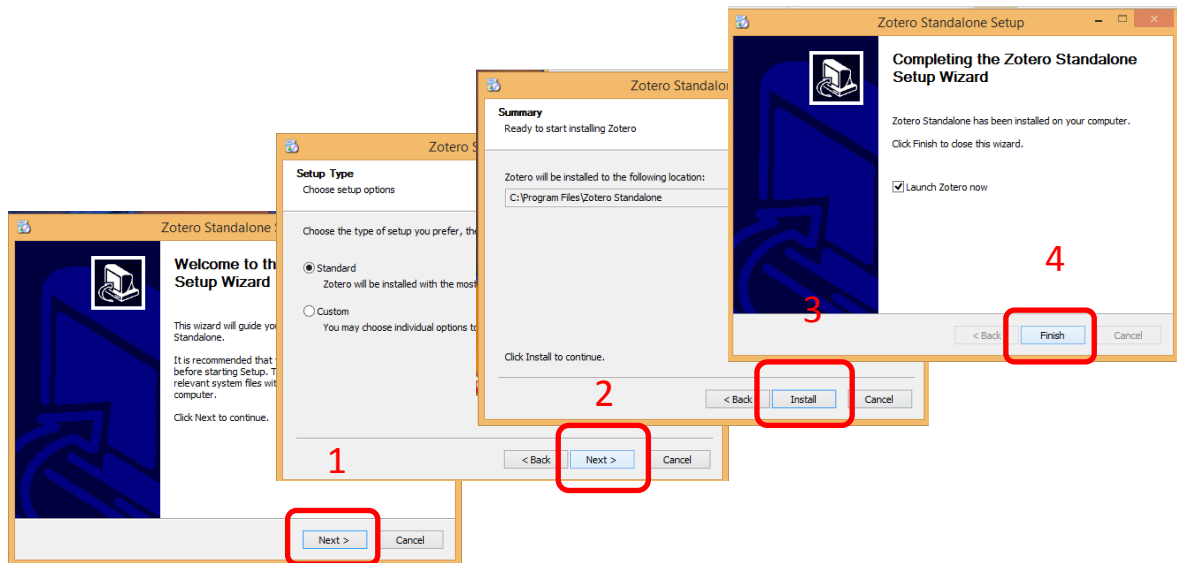 Zotero Standalone
Welcome to th
Setup Wizard
This wizard will guide yo
Standalone.
It is recommended that
before starting Setup. T
relevant system files wit
computer.
Click Next to continue.
1
Next >
Cancel
Zotero S
Setup Type
Choose setup options
Choose the type of setup you prefer, the
Standard
Zotero will be installed with the most
Custom
You may choose individual options to
2
< Back
Next >
Cancel
Zotero Standalo
Summary
Ready to start installing Zotero
Zotero will be installed to the following location:
C:\Program Files\Zotero Standalone
Click Install to continue.
3
< Back
Install
Cancel
Zotero Standalone Setup
Completing the Zotero Standalone
Setup Wizard
Zotero Standalone has been installed on your computer.
Click Finish to close this wizard.
Launch Zotero now
4
< Back
Finish
Cancel